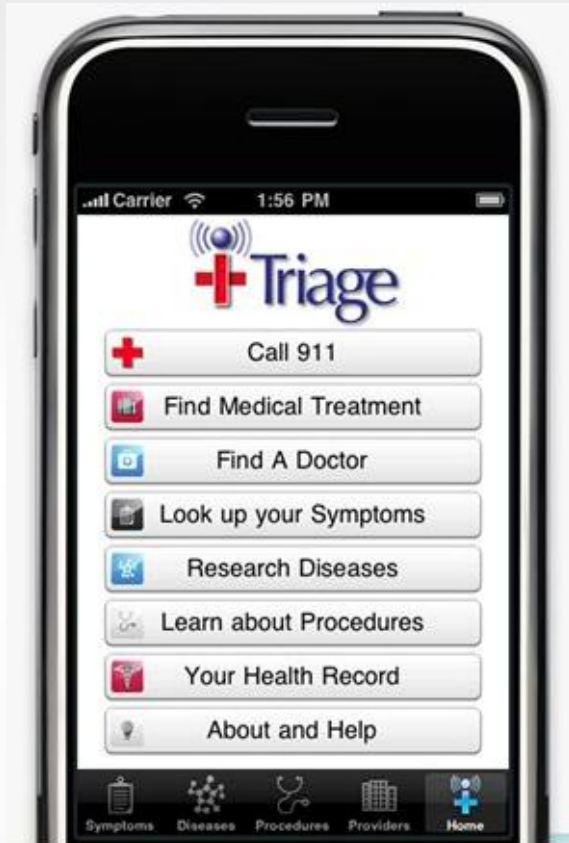 Carrier 1:56 PM
iTriage
Call 911
Find Medical Treatment
Find A Doctor
Look up your Symptoms
Research Diseases
Learn about Procedures
Your Health Record
About and Help
Symptoms Diseases Procedures Providers Home